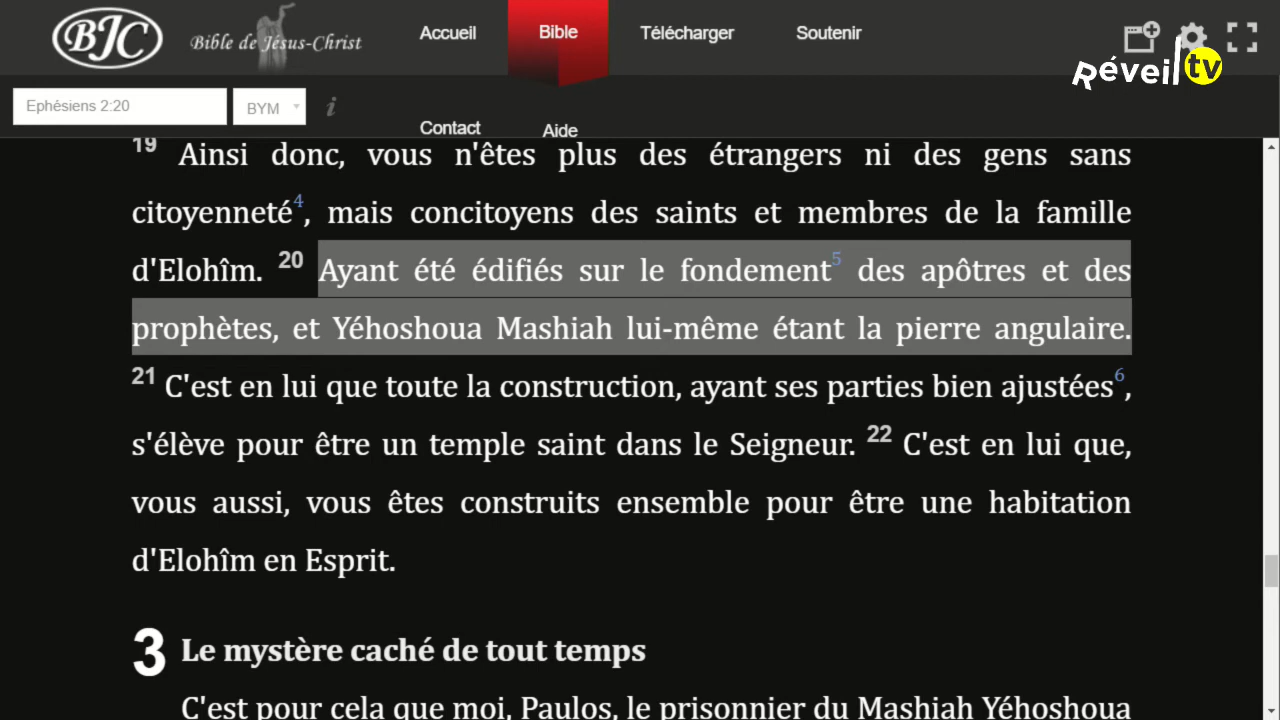 BJC Bible de Jésus-Christ Accueil Bible Télécharger Soutenir
Réveil tv
Ephésiens 2:20 BYM i
Contact Aide
19 Ainsi donc, vous n'êtes plus des étrangers ni des gens sans
citoyenneté4, mais concitoyens des saints et membres de la famille
d'Elohîm. 20 Ayant été édifiés sur le fondement5 des apôtres et des
prophètes, et Yéhoshoua Mashiah lui-même étant la pierre angulaire.
21 C'est en lui que toute la construction, ayant ses parties bien ajustées6,
s'élève pour être un temple saint dans le Seigneur. 22 C'est en lui que,
vous aussi, vous êtes construits ensemble pour être une habitation
d'Elohîm en Esprit.
3 Le mystère caché de tout temps
C'est pour cela que moi, Paulos, le prisonnier du Mashiah Yéhoshoua